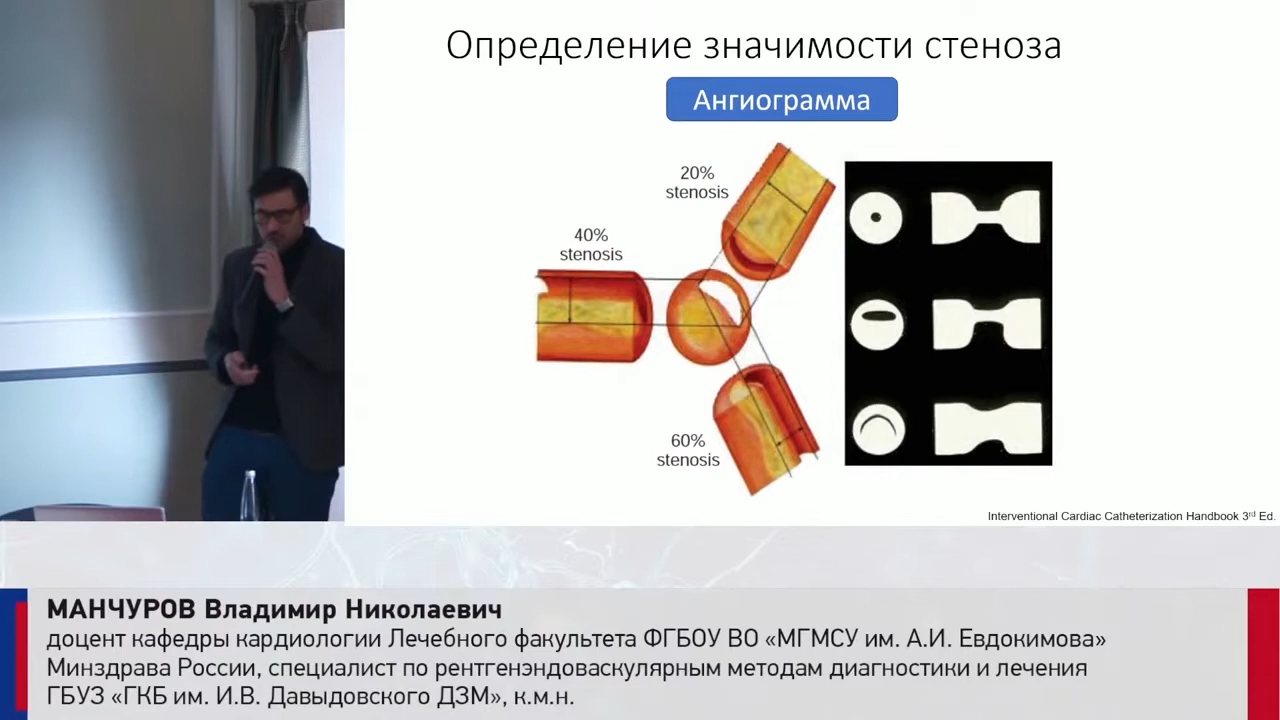 Определение значимости стеноза
Ангиограмма
20%
stenosis
40%
stenosis
60%
stenosis
Interventional Cardiac Catheterization Handbook 3rd Ed.
МАНЧУРОВ Владимир Николаевич
доцент кафедры кардиологии Лечебного факультета ФГБОУ ВО «МГМСУ им. А.И. Евдокимова»
Минздрава России, специалист по рентгенэндоваскулярным методам диагностики и лечения
ГБУЗ «ГКБ им. И.В. Давыдовского ДЗМ», к.м.н.